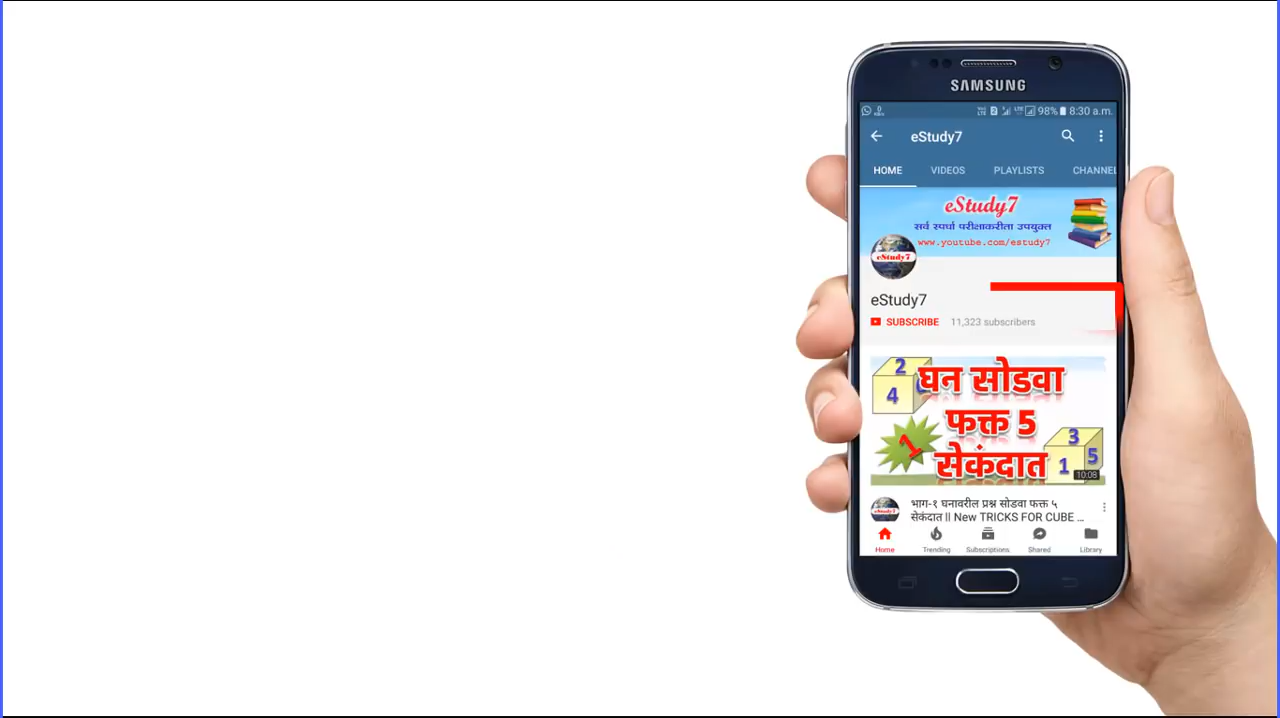 SAMSUNG
98% 8:30 a.m.
eStudy7
HOME VIDEOS PLAYLISTS CHANNEL
eStudy7
सर्व स्पर्धा परीक्षाकरीता उपयुक्त
www.youtube.com/estudy7
eStudy7
eStudy7
SUBSCRIBE 11,323 subscribers
2
4
घन सोडवा
फक्त 5
सेकंदात
1
3
1 5
10:08
eStudy7
भाग-१ घनावरील प्रश्न सोडवा फक्त ५
सेकंदात || New TRICKS FOR CUBE ...
Home Trending Subscriptions Shared Library